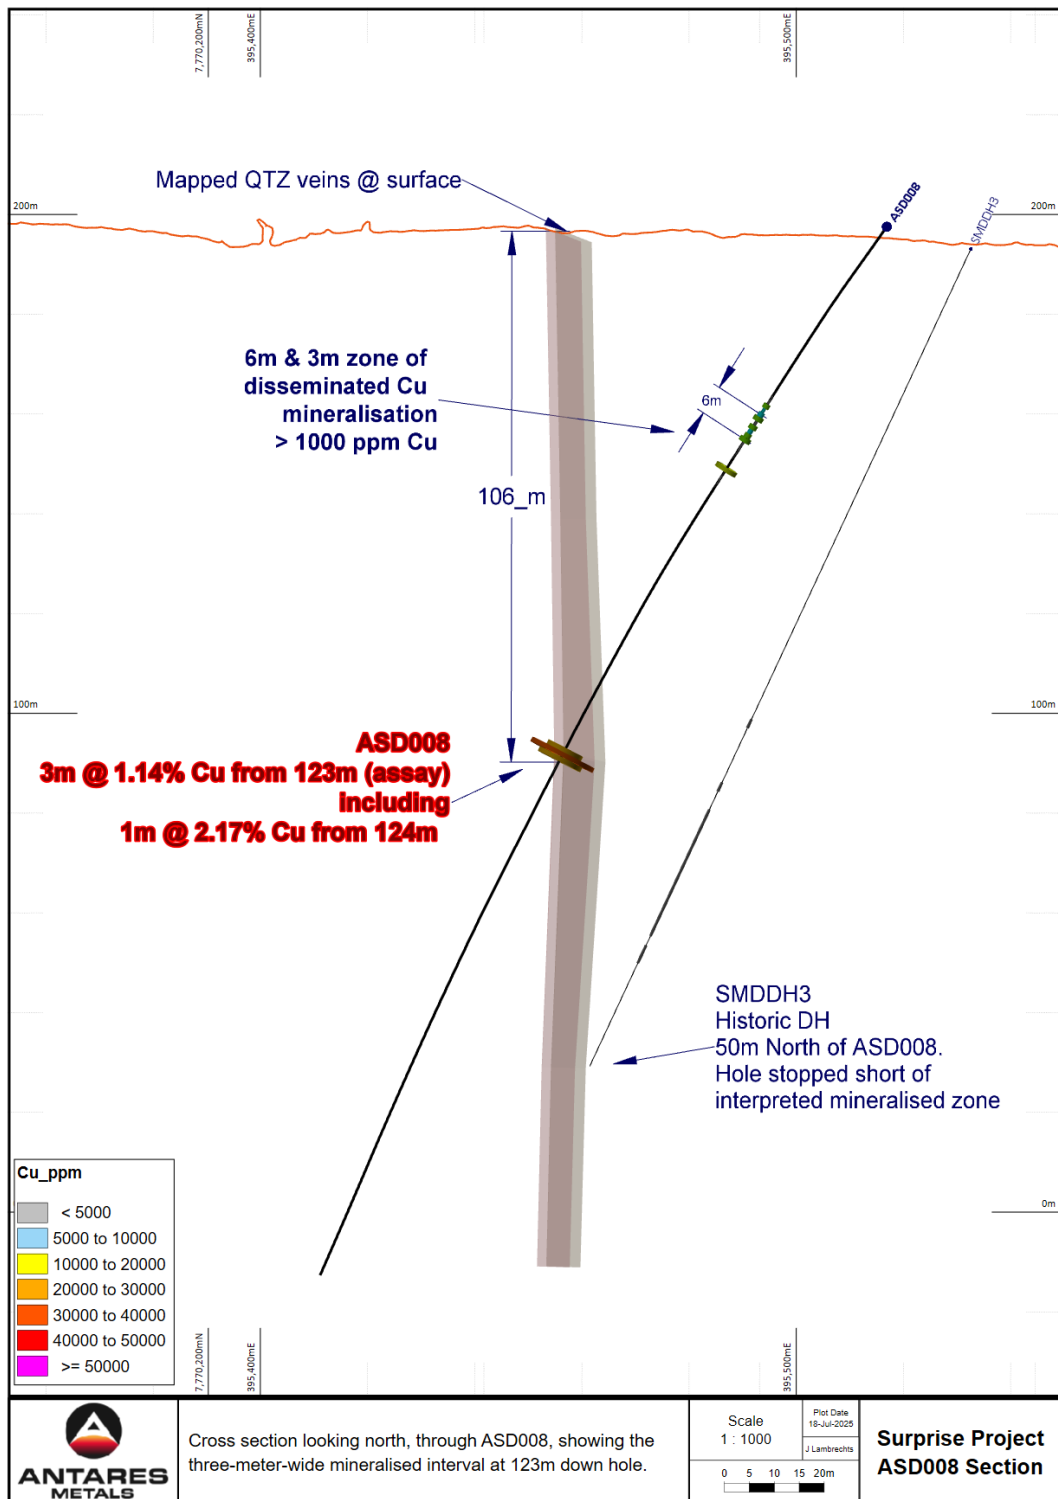 7,770,200mN
395,400mE
395,500mE
Mapped QTZ veins @ surface
ASD008
SMDDH3
200m
200m
6m & 3m zone of
disseminated Cu
mineralisation
> 1000 ppm Cu
6m
106_m
100m
100m
ASD008
3m @ 1.14% Cu from 123m (assay)
including
1m @ 2.17% Cu from 124m
SMDDH3
Historic DH
50m North of ASD008.
Hole stopped short of
interpreted mineralised zone
Cu_ppm
< 5000
5000 to 10000
10000 to 20000
20000 to 30000
30000 to 40000
40000 to 50000
>= 50000
0m
7,770,200mN
395,400mE
395,500mE
ANTARES
METALS
Cross section looking north, through ASD008, showing the
three-meter-wide mineralised interval at 123m down hole.
Scale
1 : 1000
Plot Date
18-Jul-2025
J Lambrechts
0 5 10 15 20m
Surprise Project
ASD008 Section